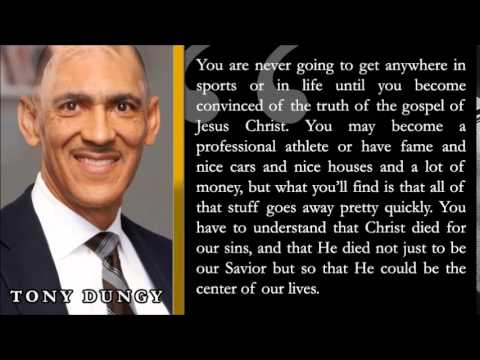 You are never going to get anywhere in
sports or in life until you become
convinced of the truth of the gospel of
Jesus Christ. You may become a
professional athlete or have fame and
nice cars and nice houses and a lot of
money, but what you'll find is that all of
that stuff goes away pretty quickly. You
have to understand that Christ died for
our sins, and that He died not just to be
our Savior but so that He could be the
center of our lives.
TONY DUNGY